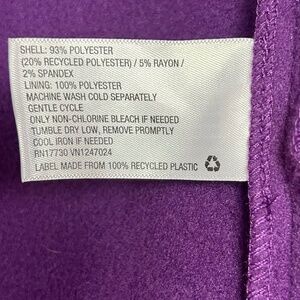 SHELL: 93% POLYESTER
(20% RECYCLED POLYESTER) / 5% RAYON /
2% SPANDEX
LINING: 100% POLYESTER
MACHINE WASH COLD SEPARATELY
GENTLE CYCLE
ONLY NON-CHLORINE BLEACH IF NEEDED
TUMBLE DRY LOW, REMOVE PROMPTLY
COOL IRON IF NEEDED
RN17730 VN1247024
LABEL MADE FROM 100% RECYCLED PLASTIC